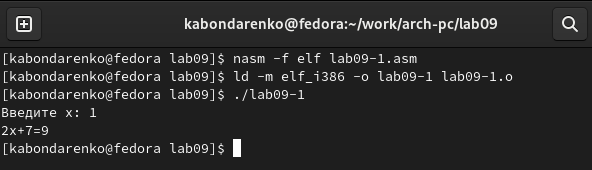 kabondarenko@fedora:~/work/arch-pc/lab09
[kabondarenko@fedora lab09]$ nasm -f elf lab09-1.asm
[kabondarenko@fedora lab09]$ ld -m elf_i386 -o lab09-1 lab09-1.o
[kabondarenko@fedora lab09]$ ./lab09-1
Введите x: 1
2x+7=9
[kabondarenko@fedora lab09]$